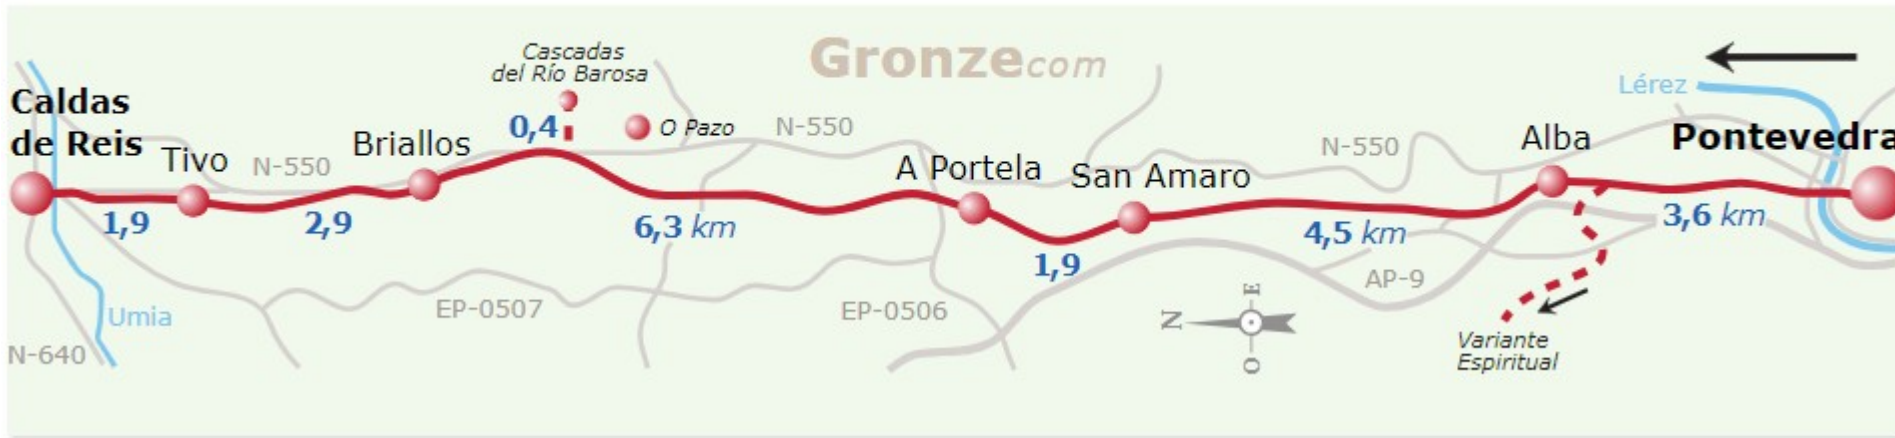 Gronze.com
Cascadas
del Río Barosa
0,4
O Pazo
Caldas
de Reis
Tivo
N-550
Briallos
N-550
A Portela
San Amaro
N-550
Alba
Lérez
Pontevedra
1,9
2,9
6,3 km
1,9
4,5 km
3,6 km
Umia
N-640
EP-0507
EP-0506
AP-9
N
E
O
Variante
Espiritual